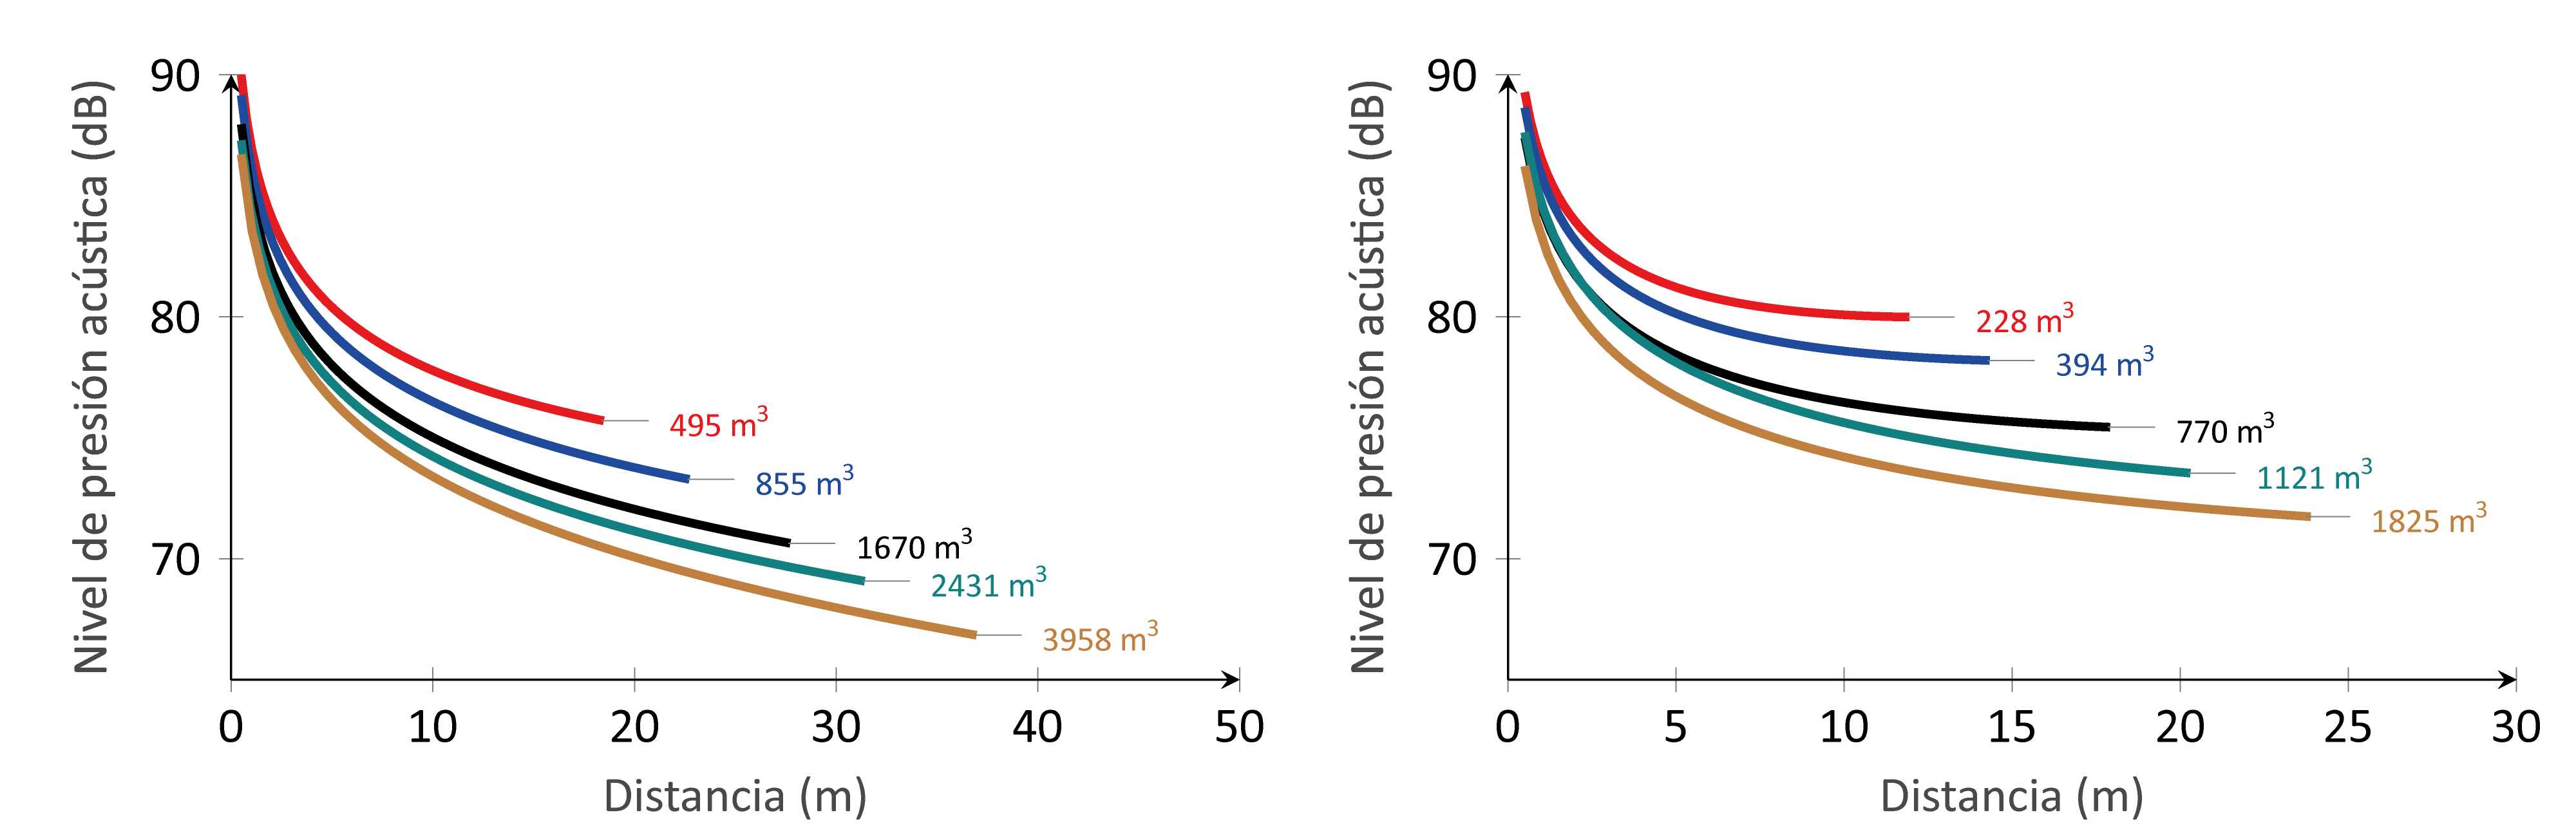 Nivel de presión acústica (dB)
90
80
70
495 m³
855 m³
1670 m³
2431 m³
3958 m³
0 10 20 30 40 50
Distancia (m)
Nivel de presión acústica (dB)
90
80
70
228 m³
394 m³
770 m³
1121 m³
1825 m³
0 5 10 15 20 25 30
Distancia (m)